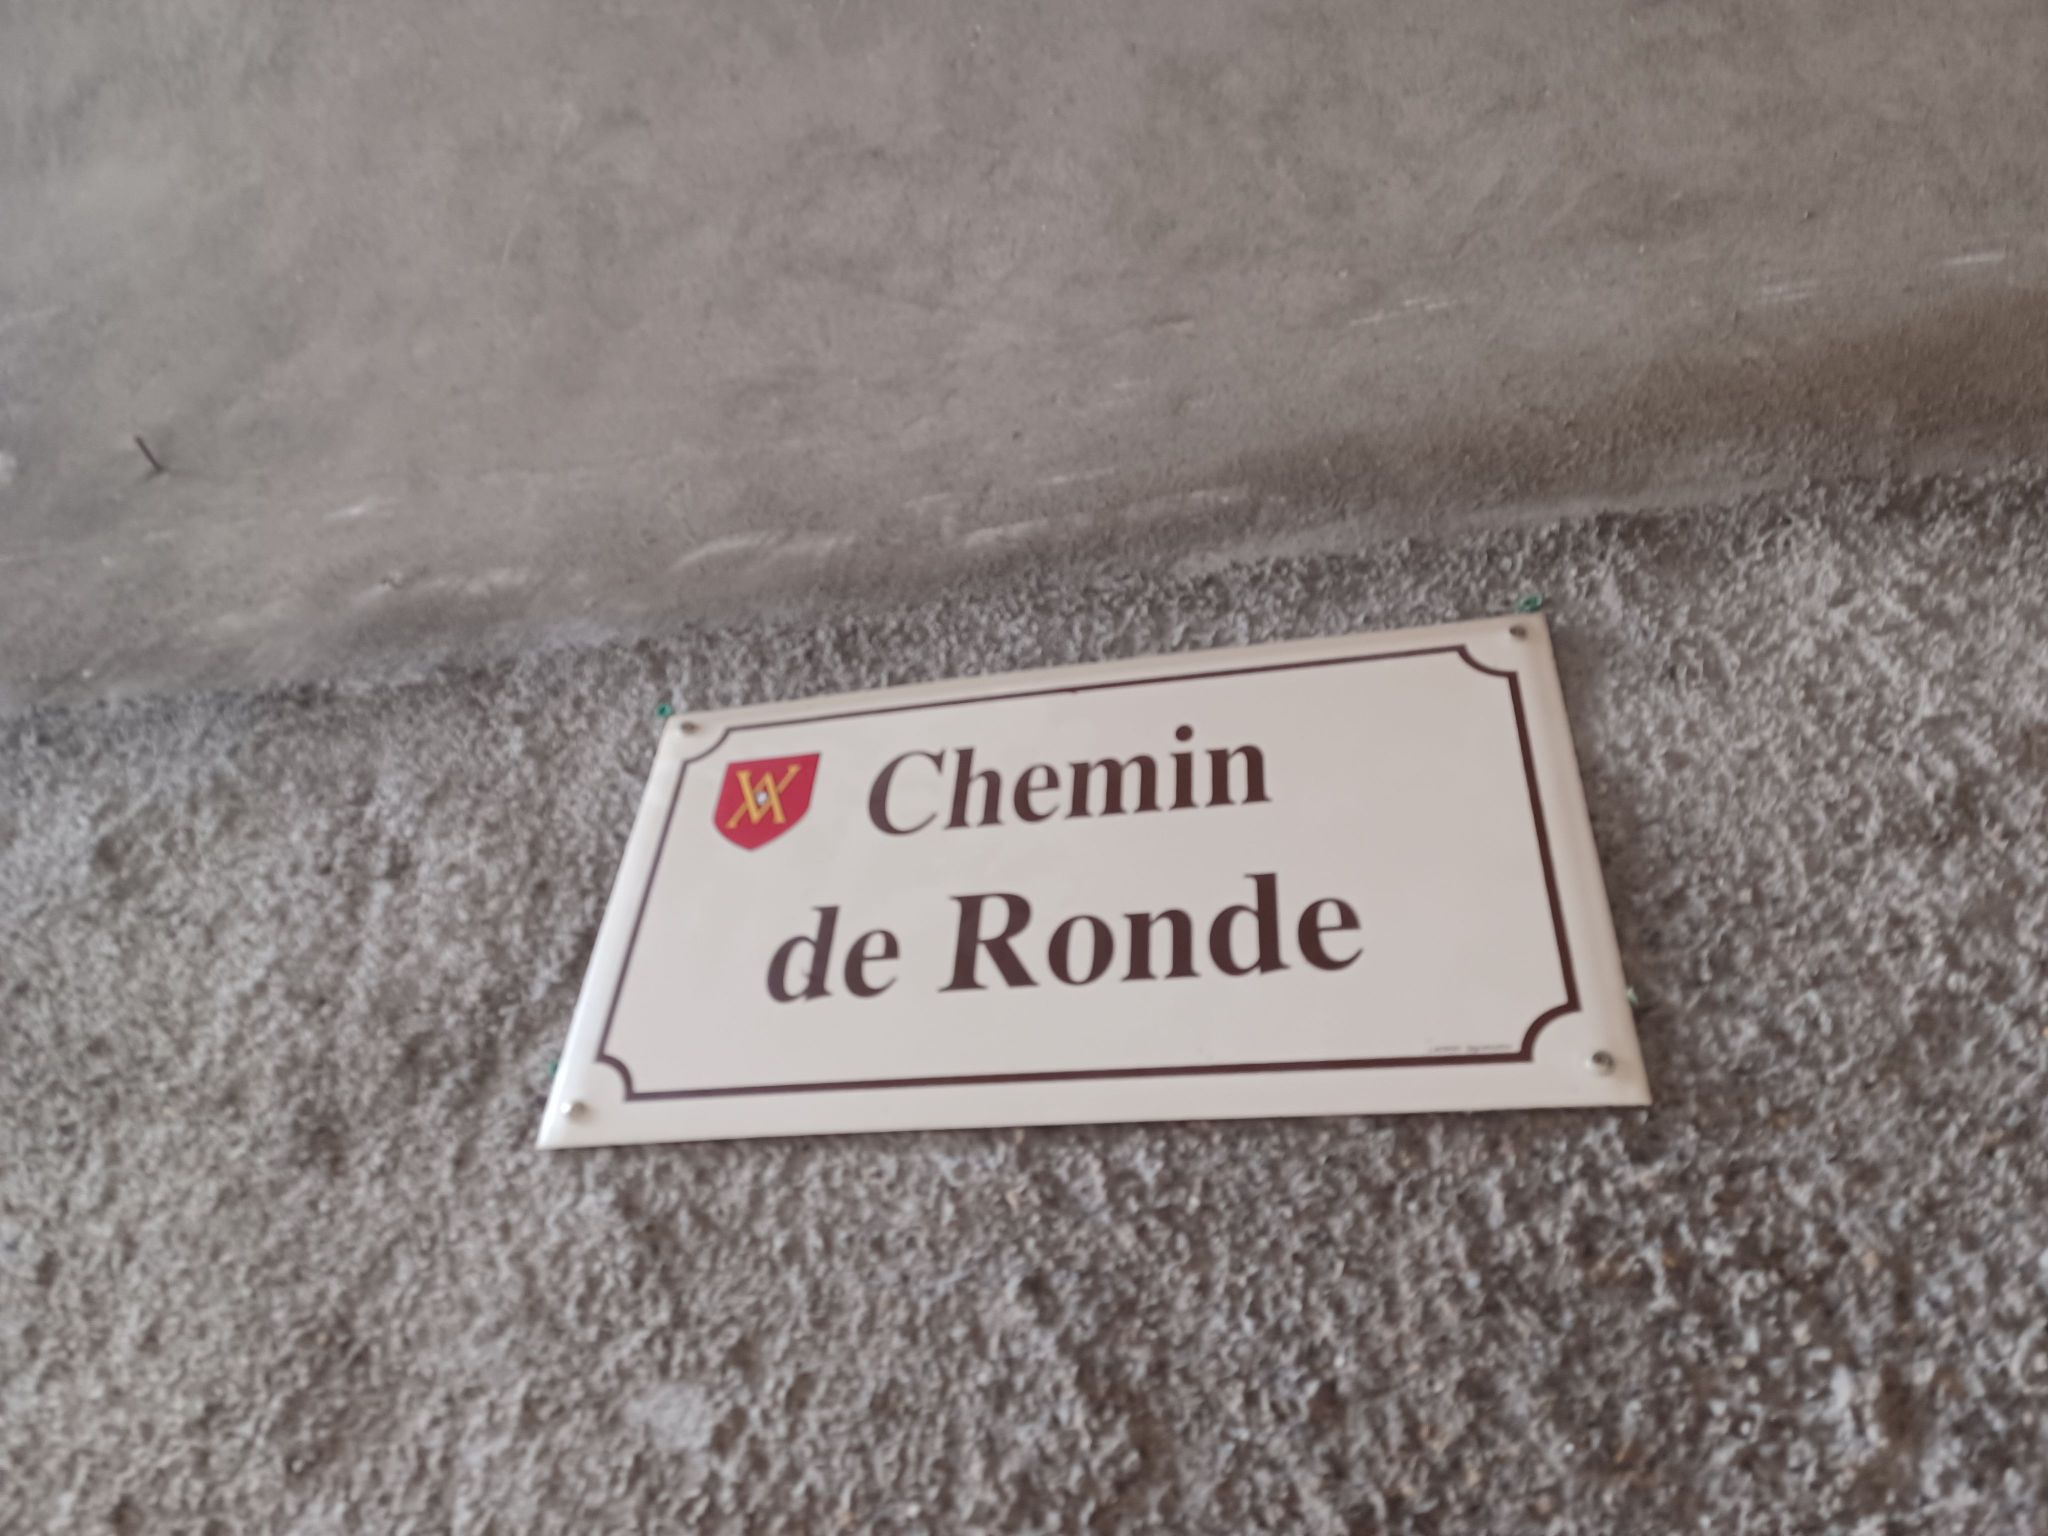 Chemin
de Ronde